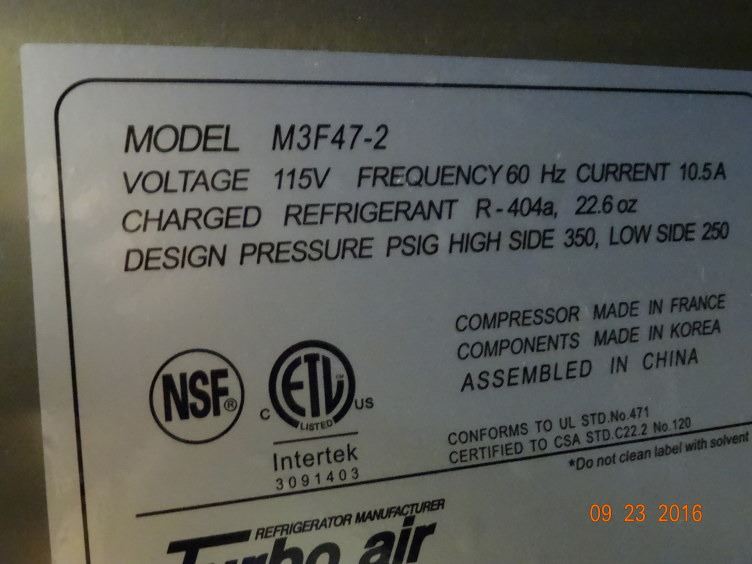 MODEL M3F47-2
VOLTAGE 115V FREQUENCY 60 Hz CURRENT 10.5A
CHARGED REFRIGERANT R-404a, 22.6 oz
DESIGN PRESSURE PSIG HIGH SIDE 350, LOW SIDE 250
COMPRESSOR MADE IN FRANCE
COMPONENTS MADE IN KOREA
ASSEMBLED IN CHINA
NSF®
C ETL US
LISTED
Intertek
3091403
CONFORMS TO UL STD.No.471
CERTIFIED TO CSA STD.C22.2 No.120
*Do not clean label with solvent
REFRIGERATOR MANUFACTURER
Turbo air
09 23 2016